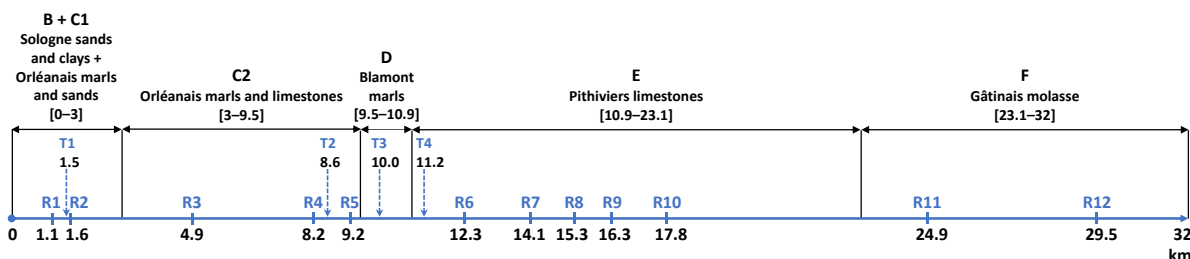 B + C1
Sologne sands
and clays +
Orléanais marls
and sands
[0–3]
C2
Orléanais marls and limestones
[3–9.5]
D
Blamont
marls
[9.5–10.9]
E
Pithiviers limestones
[10.9–23.1]
F
Gâtinais molasse
[23.1–32]
T1
1.5
T2
8.6
T3
10.0
T4
11.2
R1 R2 R3 R4 R5 R6 R7 R8 R9 R10 R11 R12
0 1.1 1.6 4.9 8.2 9.2 12.3 14.1 15.3 16.3 17.8 24.9 29.5 32
km